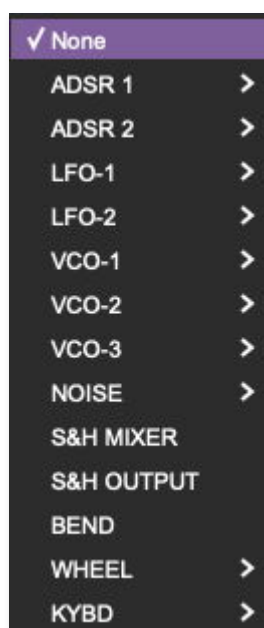 ✓ None
ADSR 1 >
ADSR 2 >
LFO-1 >
LFO-2 >
VCO-1 >
VCO-2 >
VCO-3 >
NOISE >
S&H MIXER
S&H OUTPUT
BEND
WHEEL >
KYBD >